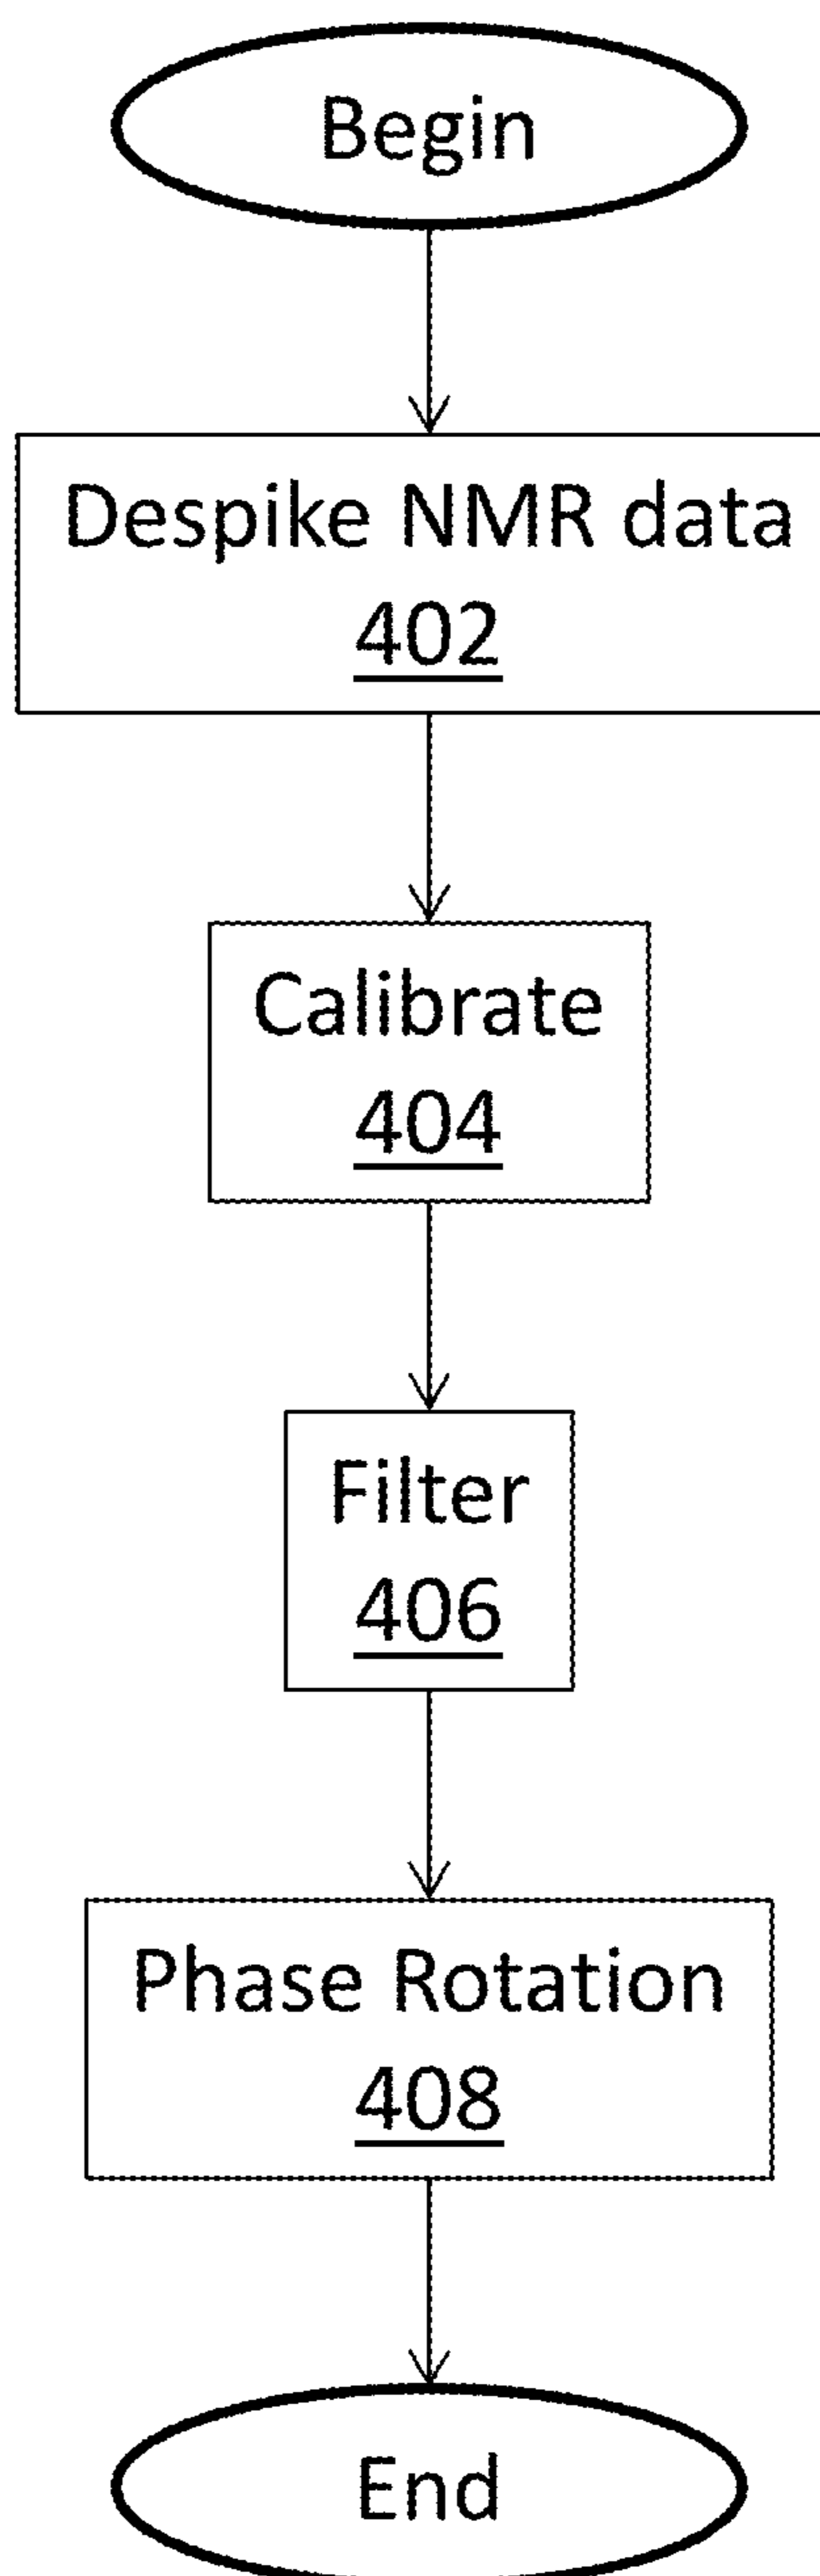 Begin
Despike NMR data
402
Calibrate
404
Filter
406
Phase Rotation
408
End